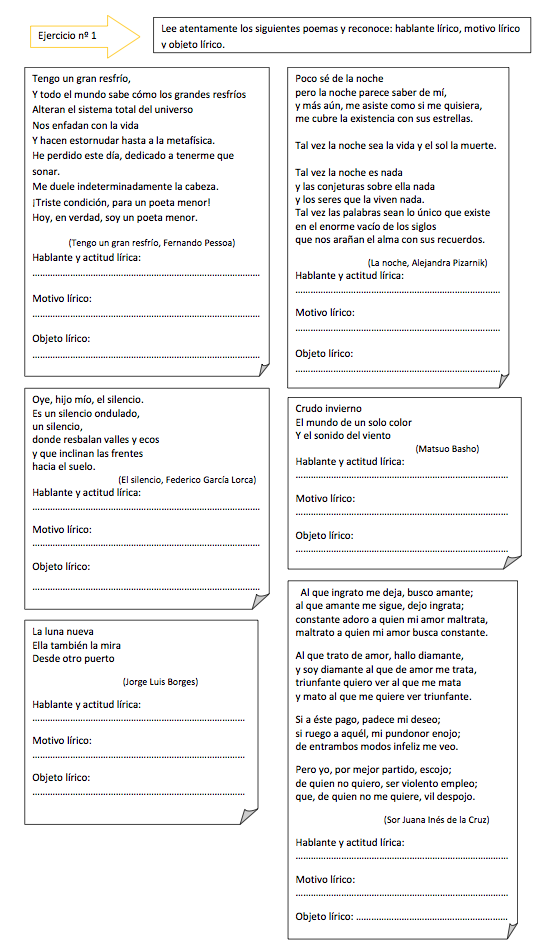 Ejercicio nº 1
Lee atentamente los siguientes poemas y reconoce: hablante lírico, motivo lírico
y objeto lírico.
Tengo un gran resfrío,
Y todo el mundo sabe cómo los grandes resfríos
Alteran el sistema total del universo
Nos enfadan con la vida
Y hacen estornudar hasta a la metafísica.
He perdido este día, dedicado a tenerme que
sonar.
Me duele indeterminadamente la cabeza.
¡Triste condición, para un poeta menor!
Hoy, en verdad, soy un poeta menor.
(Tengo un gran resfrío, Fernando Pessoa)
Hablante y actitud lírica:
Motivo lírico:
Objeto lírico:
Oye, hijo mío, el silencio.
Es un silencio ondulado,
un silencio,
donde resbalan valles y ecos
y que inclinan las frentes
hacia el suelo.
(El silencio, Federico García Lorca)
Hablante y actitud lírica:
Motivo lírico:
Objeto lírico:
La luna nueva
Ella también la mira
Desde otro puerto
(Jorge Luis Borges)
Hablante y actitud lírica:
Motivo lírico:
Objeto lírico:
Poco sé de la noche
pero la noche parece saber de mí,
y más aún, me asiste como si me quisiera,
me cubre la existencia con sus estrellas.
Tal vez la noche sea la vida y el sol la muerte.
Tal vez la noche es nada
y las conjeturas sobre ella nada
y los seres que la viven nada.
Tal vez las palabras sean lo único que existe
en el enorme vacío de los siglos
que nos arañan el alma con sus recuerdos.
(La noche, Alejandra Pizarnik)
Hablante y actitud lírica:
Motivo lírico:
Objeto lírico:
Crudo invierno
El mundo de un solo color
Y el sonido del viento
(Matsuo Basho)
Hablante y actitud lírica:
Motivo lírico:
Objeto lírico:
Al que ingrato me deja, busco amante;
al que amante me sigue, dejo ingrata;
constante adoro a quien mi amor maltrata,
maltrato a quien mi amor busca constante.
Al que trato de amor, hallo diamante,
y soy diamante al que de amor me trata,
triunfante quiero ver al que me mata
y mato al que me quiere ver triunfante.
Si a éste pago, padece mi deseo;
si ruego a aquél, mi pundonor enojo;
de entrambos modos infeliz me veo.
Pero yo, por mejor partido, escojo;
de quien no quiero, ser violento empleo;
que, de quien no me quiere, vil despojo.
(Sor Juana Inés de la Cruz)
Hablante y actitud lírica:
Motivo lírico:
Objeto lírico: